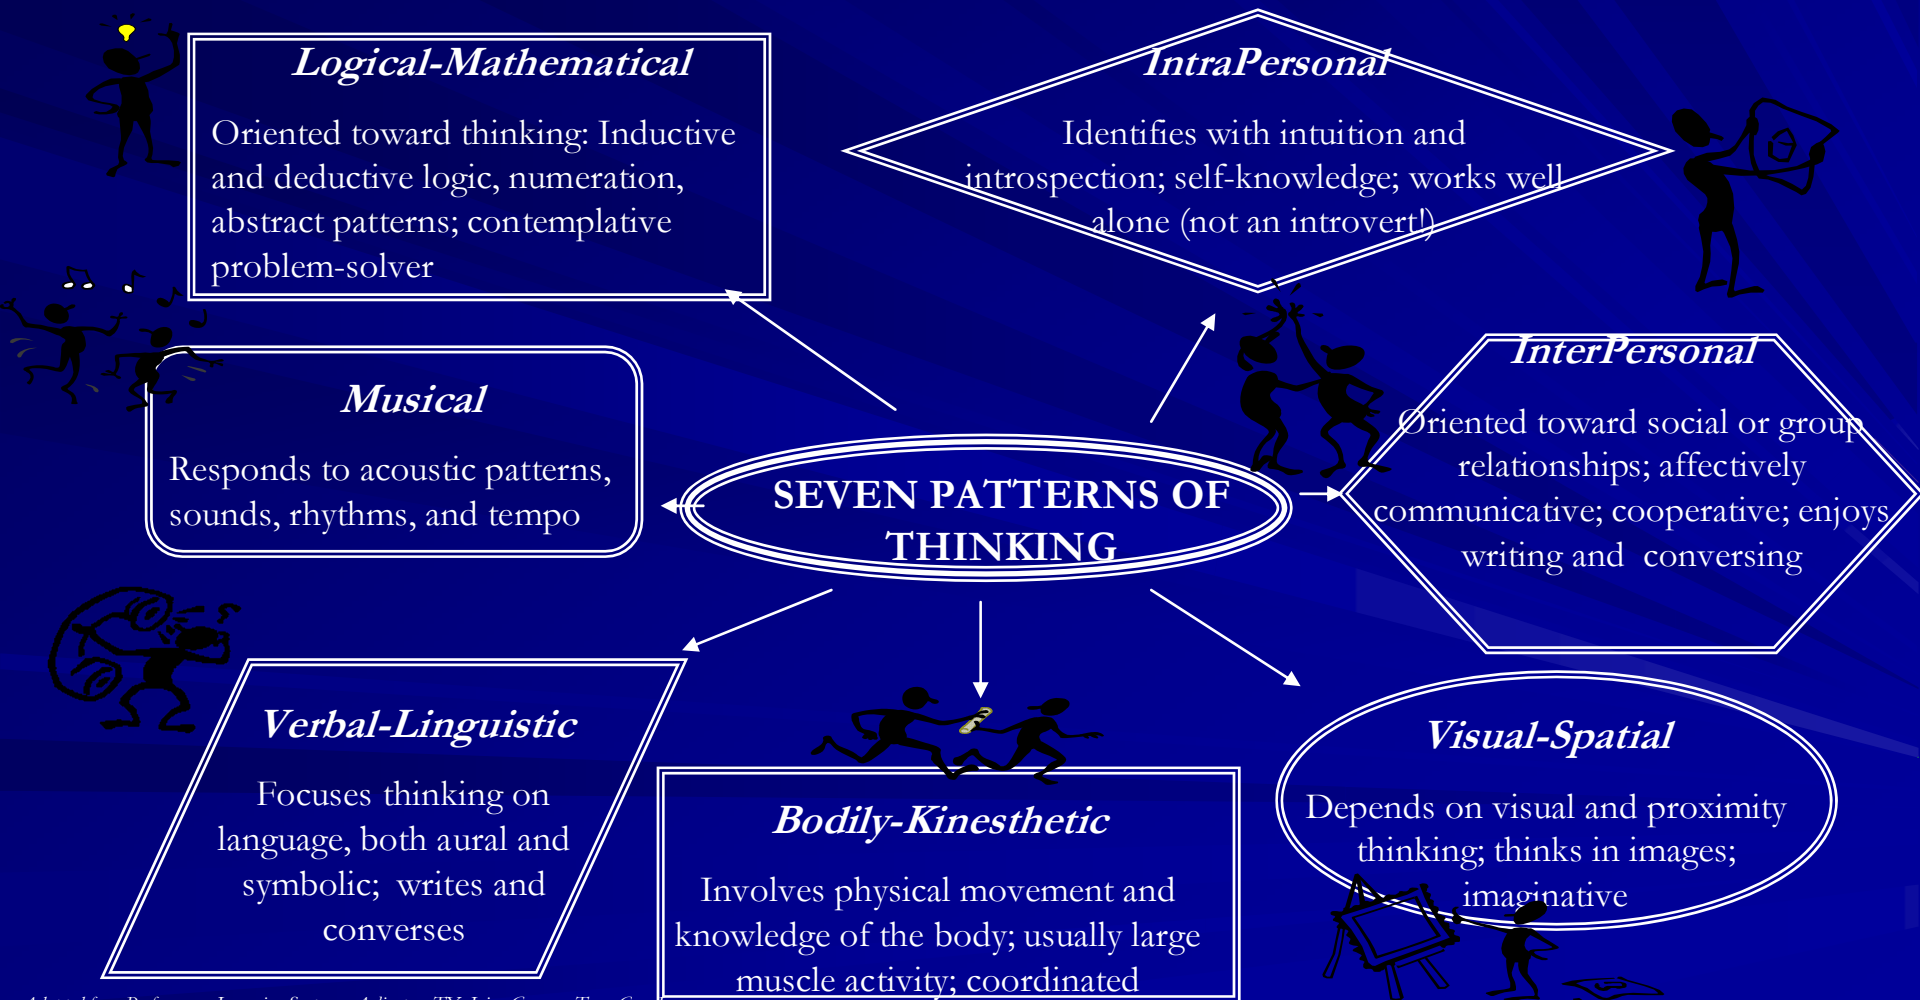 Logical-Mathematical
Oriented toward thinking: Inductive
and deductive logic, numeration,
abstract patterns; contemplative
problem-solver
IntraPersonal
Identifies with intuition and
introspection; self-knowledge; works well
alone (not an introvert!)
Musical
Responds to acoustic patterns,
sounds, rhythms, and tempo
SEVEN PATTERNS OF
THINKING
InterPersonal
Oriented toward social or group
relationships; affectively
communicative; cooperative; enjoys
writing and conversing
Verbal-Linguistic
Focuses thinking on
language, both aural and
symbolic; writes and
converses
Bodily-Kinesthetic
Involves physical movement and
knowledge of the body; usually large
muscle activity; coordinated
Visual-Spatial
Depends on visual and proximity
thinking; thinks in images;
imaginative